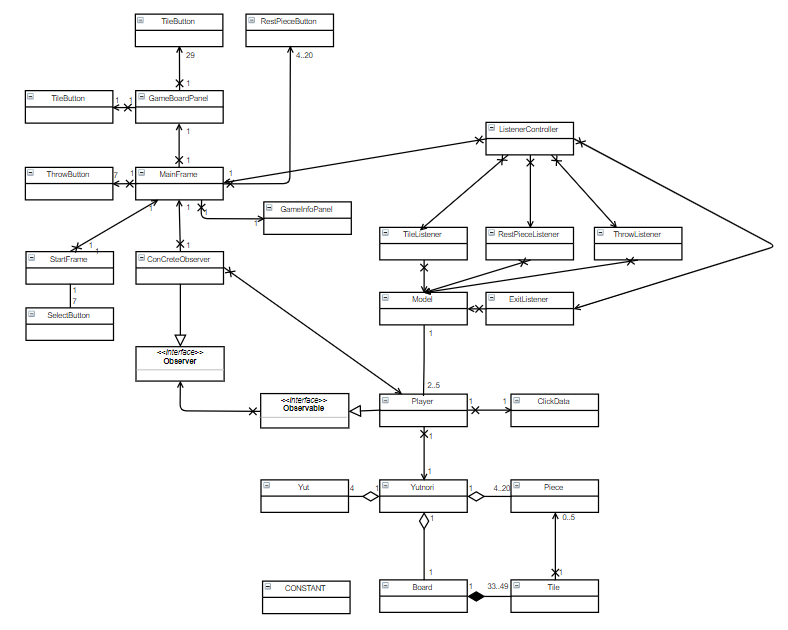 TileButton
RestPieceButton
29
4..20
1
TileButton
1
1
GameBoardPanel
1
ListenerController
1
ThrowButton
7
1
MainFrame
1
1
1
1
GameInfoPanel
1
TileListener
RestPieceListener
ThrowListener
1
1
StartFrame
ConCreteObserver
1
7
SelectButton
Model
ExitListener
1
<<Interface>>
Observer
2..5
<<Interface>>
Observable
Player
1
1
ClickData
1
1
Yut
4
1
Yutnori
1
4..20
Piece
1
0..5
1
1
CONSTANT
Board
1
33..49
Tile